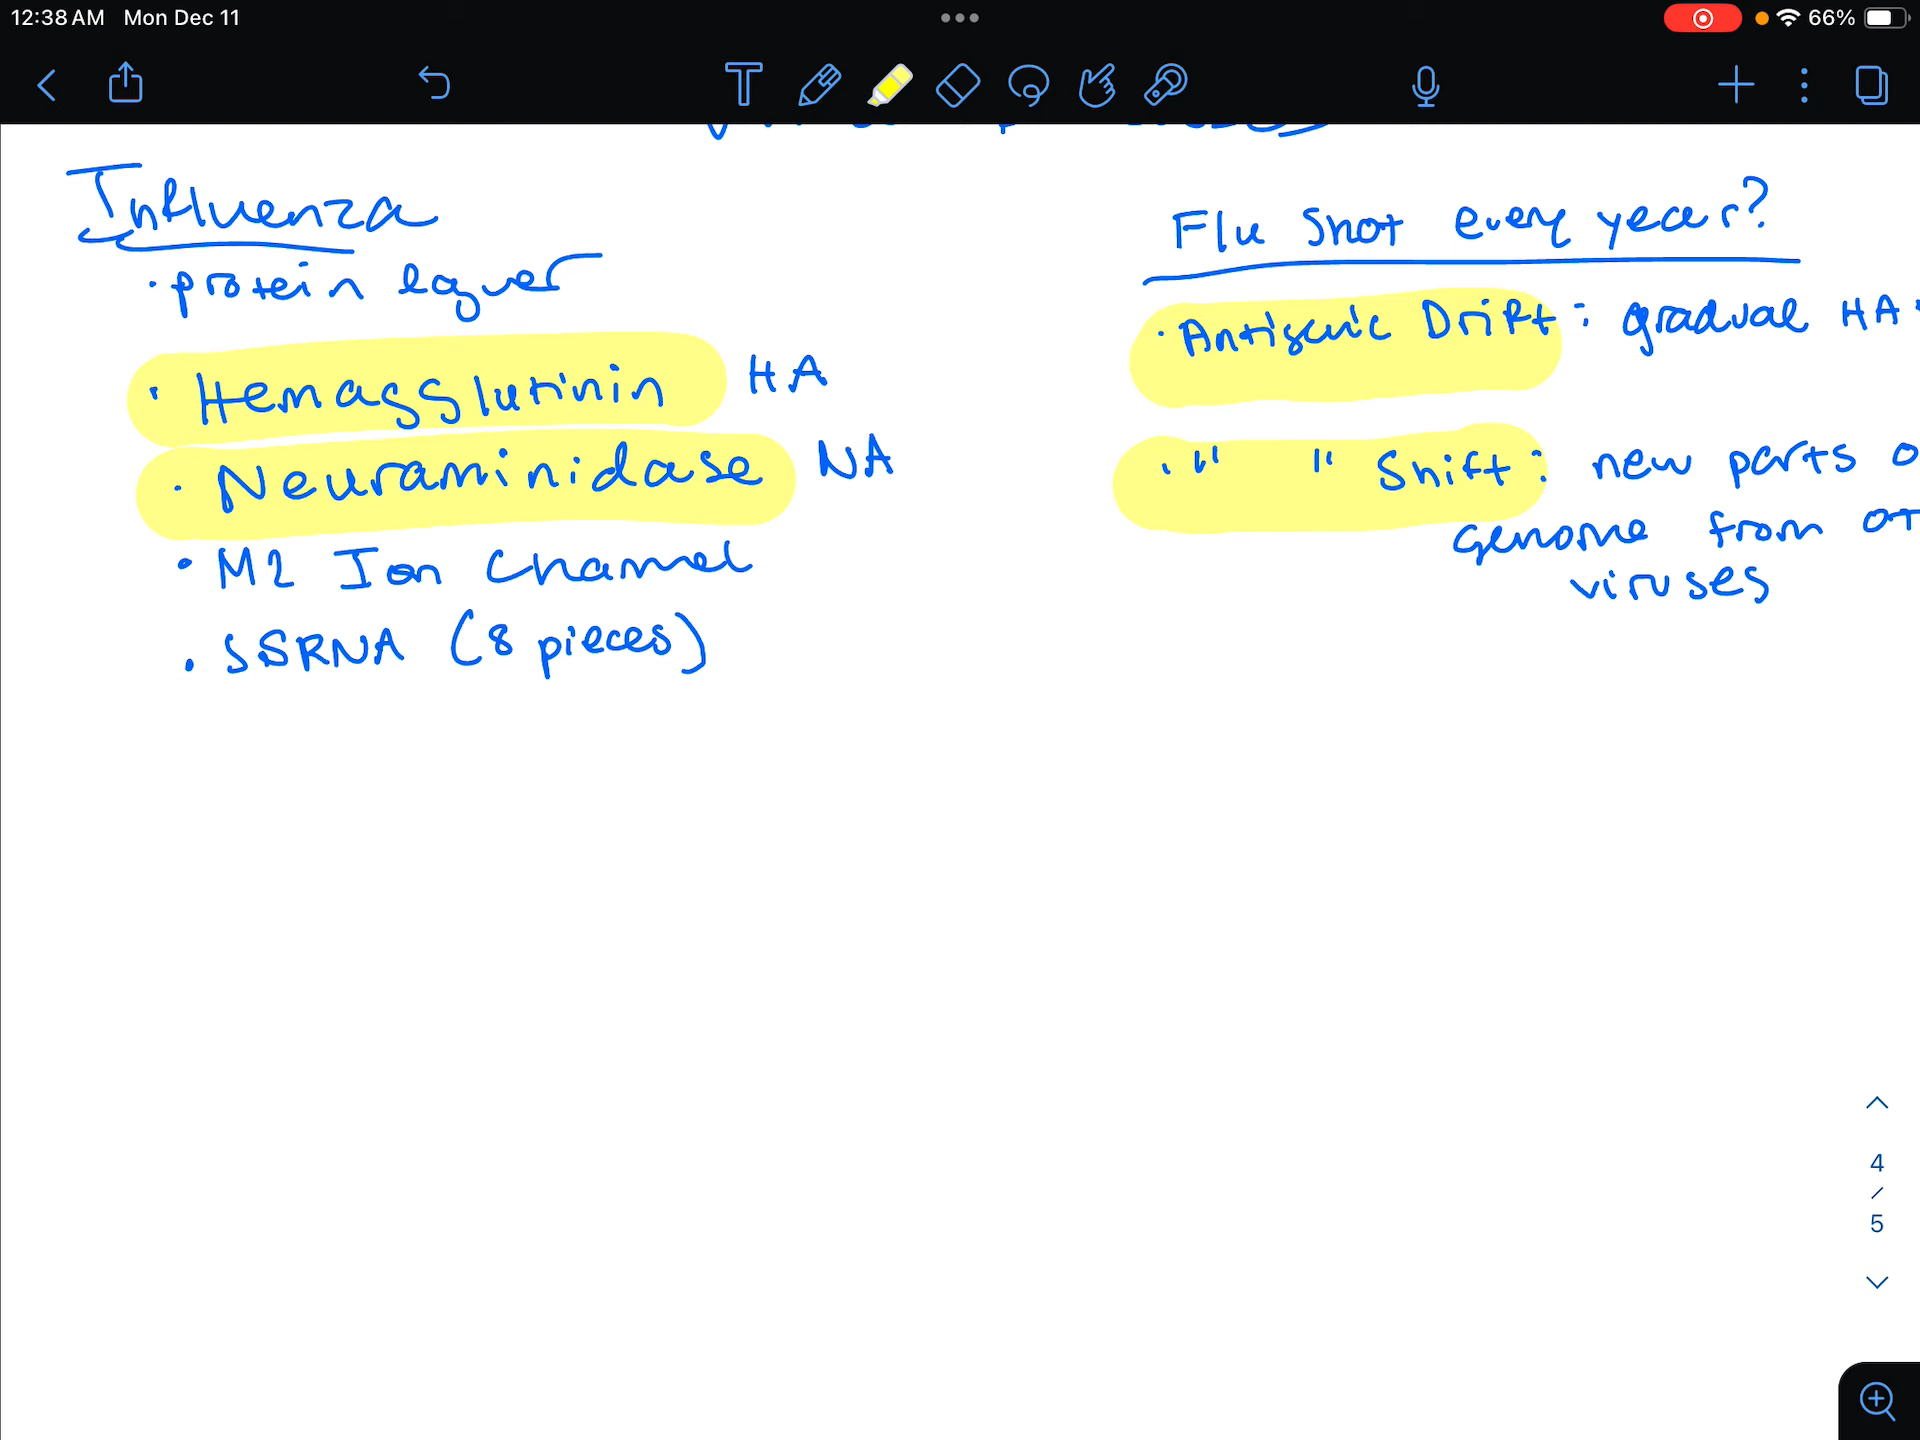 12:38 AM Mon Dec 11
66%
Influenza
· protein layer
· Hemagglutinin HA
· Neuraminidase NA
· M2 Ion Channel
· SSRNA (8 pieces)
Flu Shot every year?
· Antigenic Drift: gradual HA
· " " Shift: new parts o
genome from ot
viruses
4
/
5